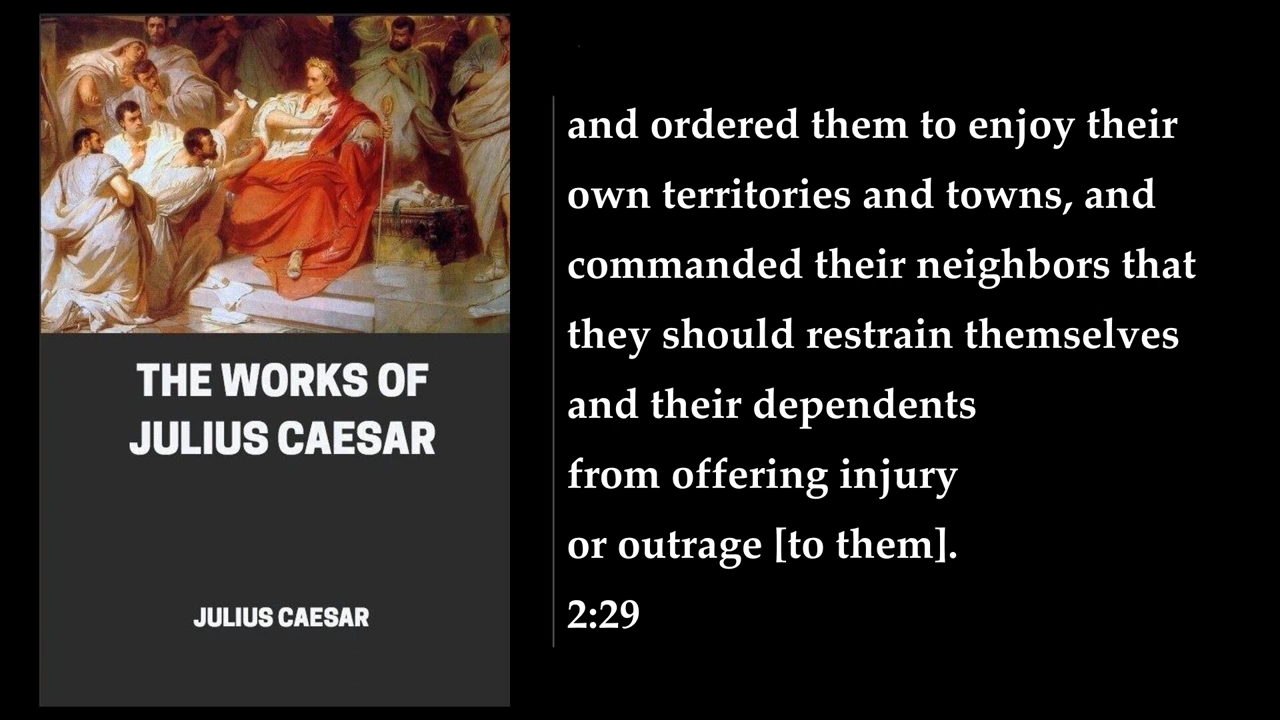 THE WORKS OF
JULIUS CAESAR
JULIUS CAESAR
and ordered them to enjoy their
own territories and towns, and
commanded their neighbors that
they should restrain themselves
and their dependents
from offering injury
or outrage [to them].
2:29